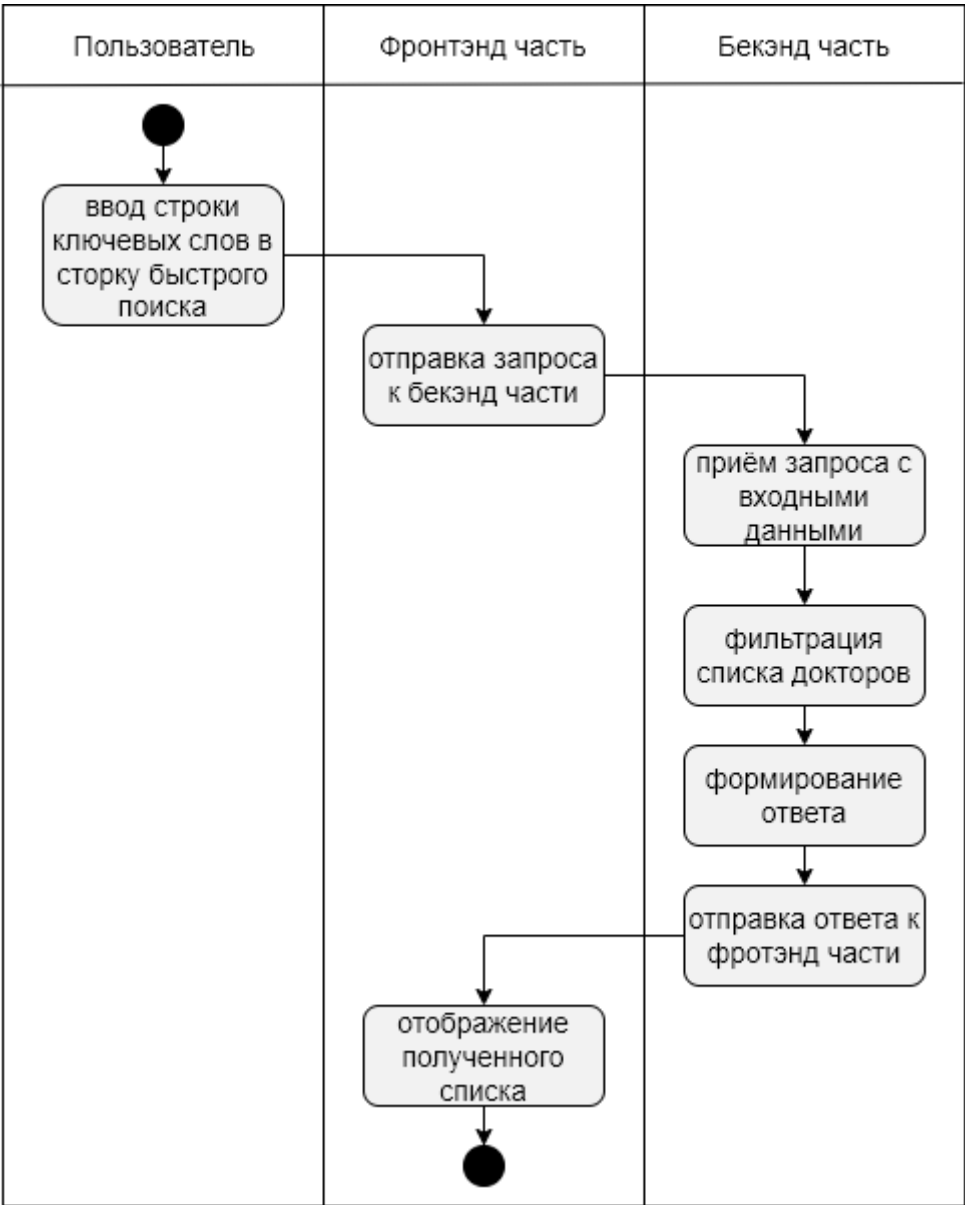 Пользователь
Фронтэнд часть
Бекэнд часть
ввод строки
ключевых слов в
сторку быстрого
поиска
отправка запроса
к бекэнд части
приём запроса с
входными
данными
фильтрация
списка докторов
формирование
ответа
отправка ответа к
фротэнд части
отображение
полученного
списка